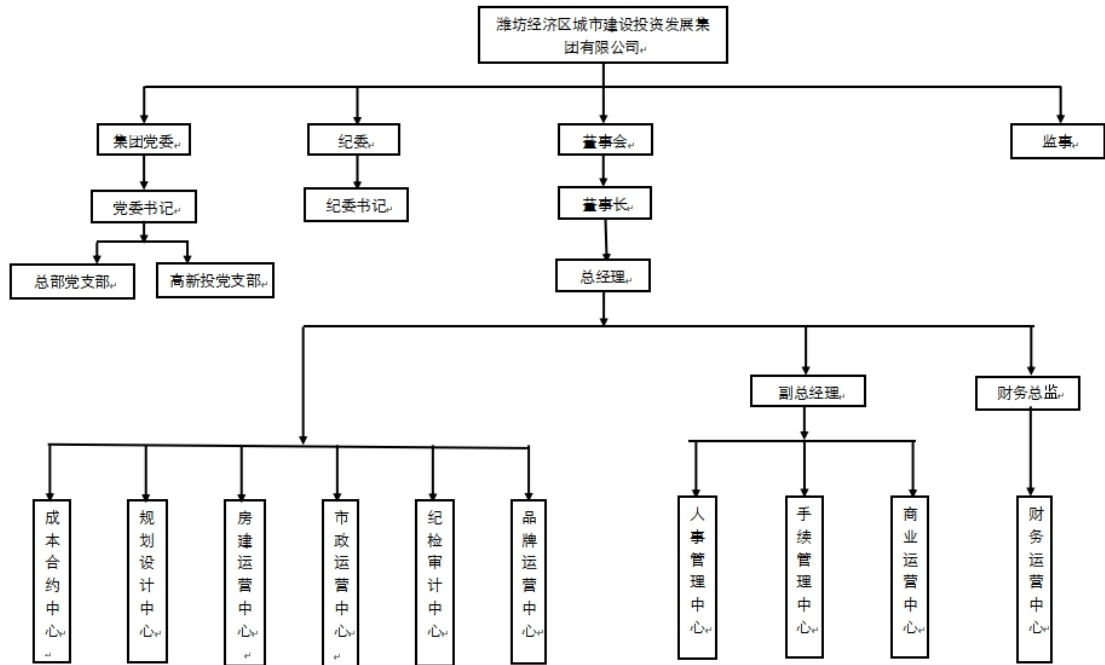 潍坊经济区城市建设投资发展集
团有限公司
集团党委
纪委
董事会
监事
党委书记
纪委书记
董事长
总部党支部
高新投党支部
总经理
副总经理
财务总监
成本合约中心
规划设计中心
房建运营中心
市政运营中心
纪检审计中心
品牌运营中心
人事管理中心
手续管理中心
商业运营中心
财务运营中心